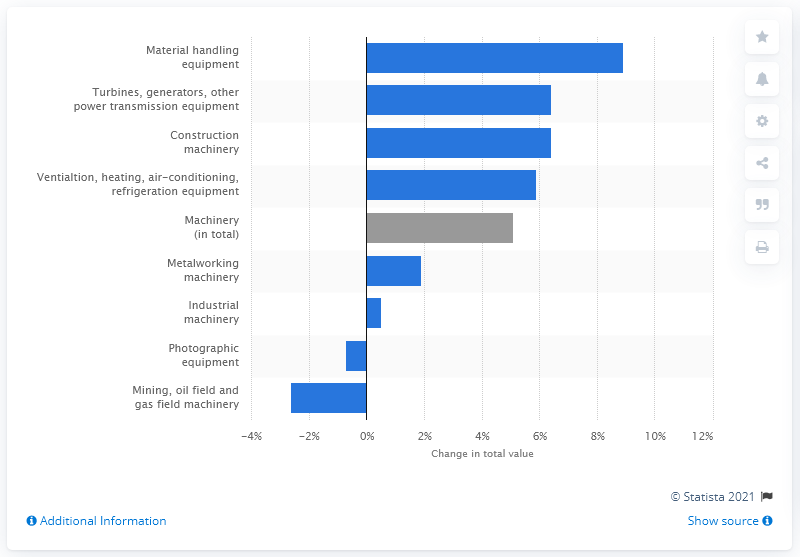 Material handling
equipment
Turbines, generators, other
power transmission equipment
Construction
machinery
Ventialtion, heating, air-conditioning,
refrigeration equipment
Machinery
(in total)
Metalworking
machinery
Industrial
machinery
Photographic
equipment
Mining, oil field and
gas field machinery
-4% -2% 0% 2% 4% 6% 8% 10% 12%
Change in total value
© Statista 2021
Additional Information
Show source